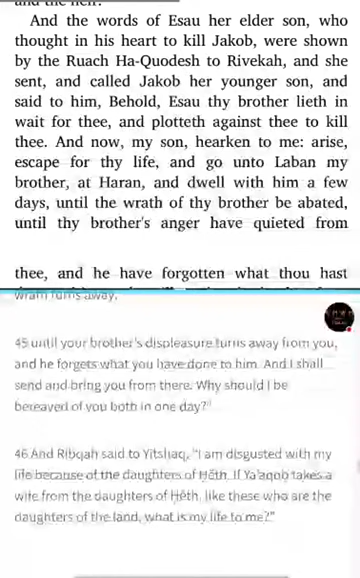 And the words of Esau her elder son, who
thought in his heart to kill Jakob, were shown
by the Ruach Ha-Quodesh to Rivekah, and she
sent, and called Jakob her younger son, and
said to him, Behold, Esau thy brother lieth in
wait for thee, and plotteth against thee to kill
thee. And now, my son, hearken to me: arise,
escape for thy life, and go unto Laban my
brother, at Haran, and dwell with him a few
days, until the wrath of thy brother be abated,
until thy brother's anger have quieted from
thee, and he have forgotten what thou hast
wrath turns away.
45 until your brother's displeasure turns away from you,
and he forgets what you have done to him. And I shall
send and bring you from there. Why should I be
bereaved of you both in one day?"
46 And Riḇqah said to Yitsḥaq, "I am disgusted with my
life because of the daughters of Ḥĕth. If Ya'aqoḇ takes a
wife from the daughters of Ḥĕth, like these who are the
daughters of the land, what is my life to me?"